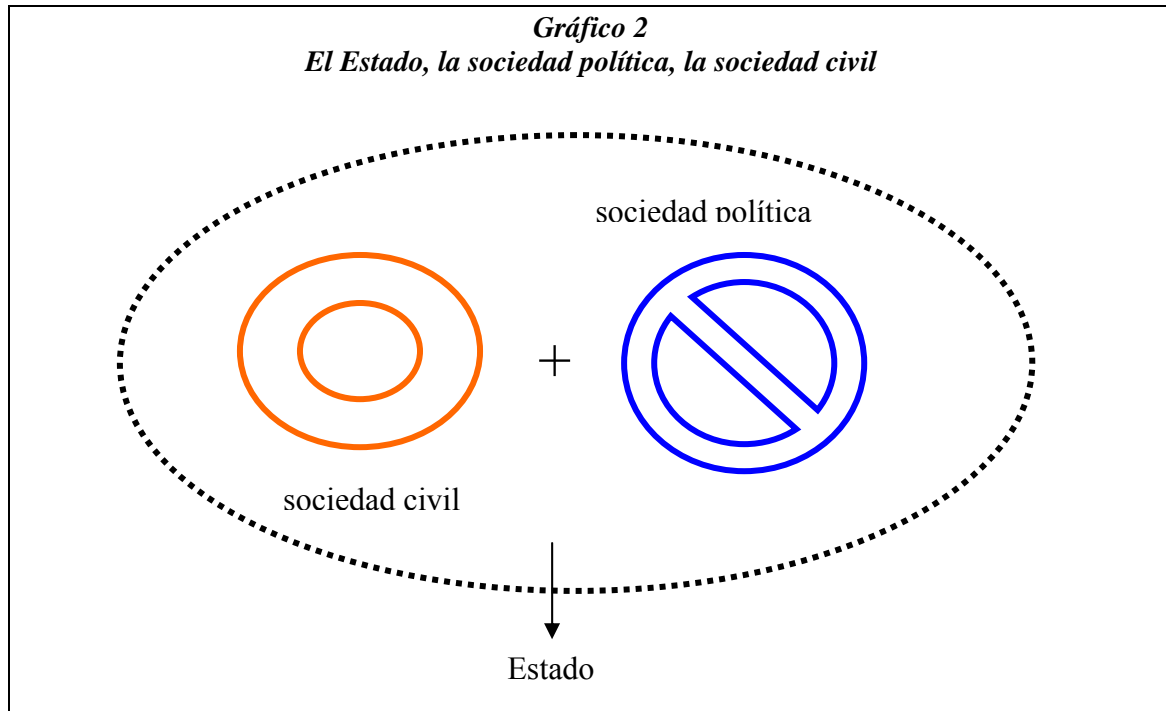 Gráfico 2
El Estado, la sociedad política, la sociedad civil
sociedad política
+
sociedad civil
Estado